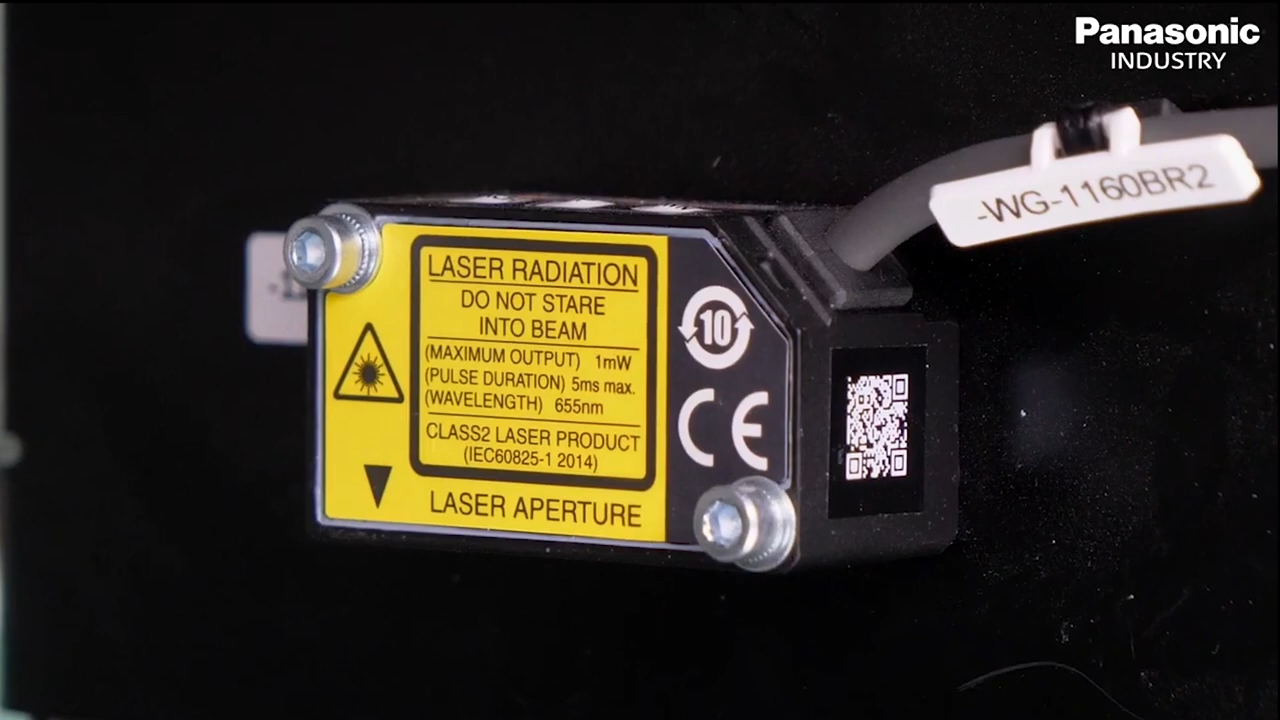 Panasonic
INDUSTRY
-WG-1160BR2
LASER RADIATION
DO NOT STARE
INTO BEAM
(MAXIMUM OUTPUT) 1mW
(PULSE DURATION) 5ms max.
(WAVELENGTH) 655nm
CLASS2 LASER PRODUCT
(IEC60825-1 2014)
LASER APERTURE
10
CE